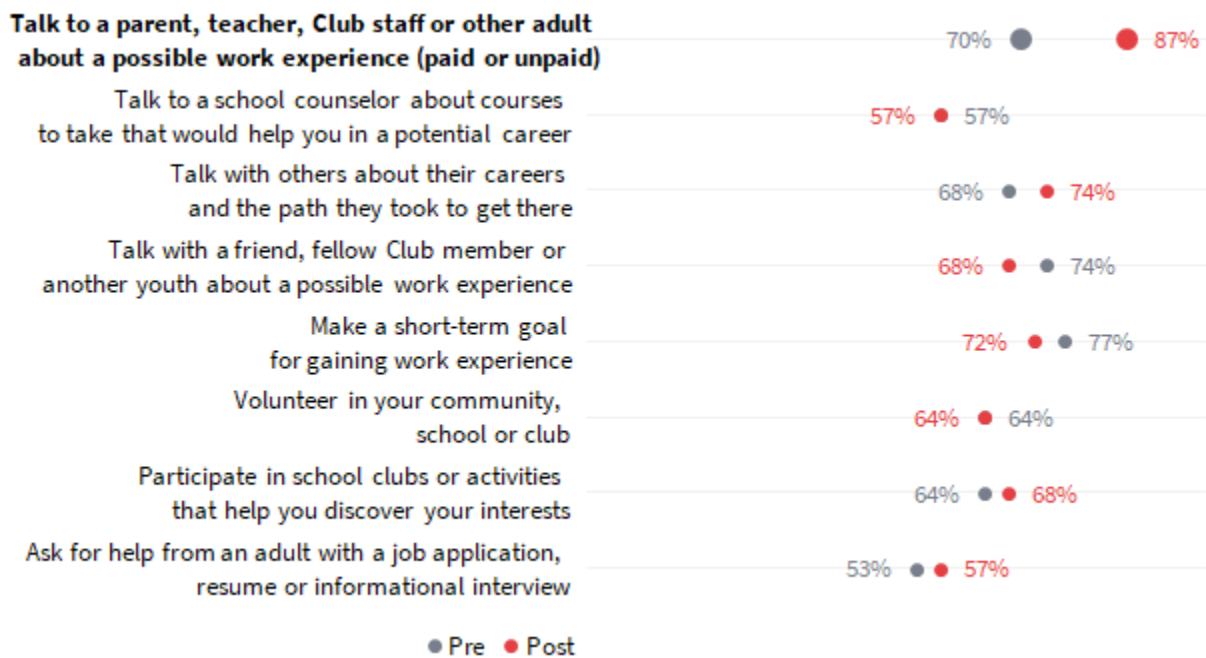 Talk to a parent, teacher, Club staff or other adult
about a possible work experience (paid or unpaid)
70% 87%
Talk to a school counselor about courses
to take that would help you in a potential career
57% 57%
Talk with others about their careers
and the path they took to get there
68% 74%
Talk with a friend, fellow Club member or
another youth about a possible work experience
68% 74%
Make a short-term goal
for gaining work experience
72% 77%
Volunteer in your community,
school or club
64% 64%
Participate in school clubs or activities
that help you discover your interests
64% 68%
Ask for help from an adult with a job application,
resume or informational interview
53% 57%
Pre Post